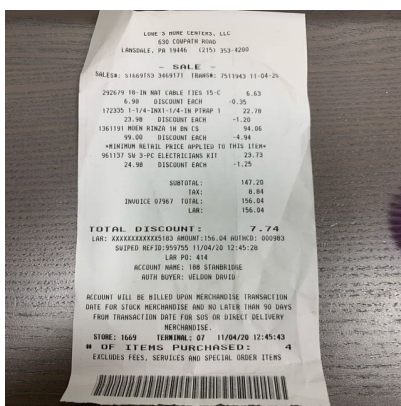 LOWE'S HOME CENTERS, LLC
630 COWPATH ROAD
LANSDALE, PA 19446 (215) 353-4200
- SALE -
SALES#: TRANS#: 7511943 11-04-20
292679 10-IN NAT CABLE TIES 15-C 6.63
6.98 DISCOUNT EACH -0.35
172335 1-1/4-INX1-1/4-IN PTRAP 1 22.78
23.98 DISCOUNT EACH -1.20
1361191 MOEN RINZA 1H BN CS 94.06
99.00 DISCOUNT EACH -4.94
*MINIMUM RETAIL PRICE APPLIED TO THIS ITEM*
961137 SW 3-PC ELECTRICIANS KIT 23.73
24.98 DISCOUNT EACH -1.25
SUBTOTAL: 147.20
TAX: 8.84
INVOICE 07967 TOTAL: 156.04
LAR: 156.04
TOTAL DISCOUNT: 7.74
LAR: XXXXXXXXXXXX5103 AMOUNT:156.04 AUTHCD: 000983
SWIPED REFID:959755 11/04/20 12:45:28
LAR PO: 414
ACCOUNT NAME: 108 STANBRIDGE
AUTH BUYER: WELDON DAVID
ACCOUNT WILL BE BILLED UPON MERCHANDISE TRANSACTION
DATE FOR STOCK MERCHANDISE AND NO LATER THAN 90 DAYS
FROM TRANSACTION DATE FOR SOS OR DIRECT DELIVERY
MERCHANDISE.
STORE: 1669 TERMINAL: 07 11/04/20 12:45:43
# OF ITEMS PURCHASED: 4
EXCLUDES FEES, SERVICES AND SPECIAL ORDER ITEMS